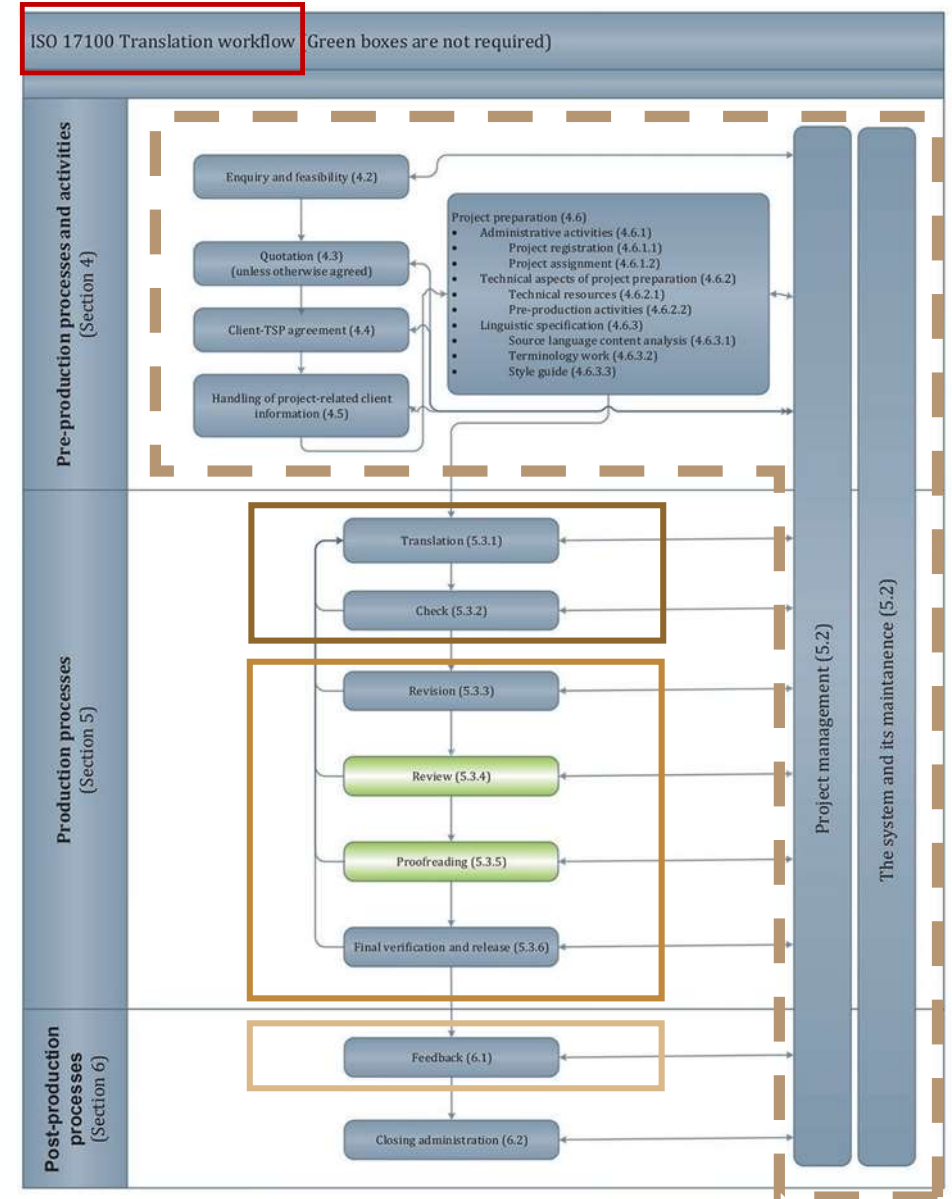 ISO 17100 Translation workflow (Green boxes are not required)
Pre-production processes and activities
(Section 4)
Enquiry and feasibility (4.2)
Quotation (4.3)
(unless otherwise agreed)
Client-TSP agreement (4.4)
Handling of project-related client
information (4.5)
Project preparation (4.6)
• Administrative activities (4.6.1)
• Project registration (4.6.1.1)
• Project assignment (4.6.1.2)
• Technical aspects of project preparation (4.6.2)
• Technical resources (4.6.2.1)
• Pre-production activities (4.6.2.2)
• Linguistic specification (4.6.3)
• Source language content analysis (4.6.3.1)
• Terminology work (4.6.3.2)
• Style guide (4.6.3.3)
Production processes
(Section 5)
Translation (5.3.1)
Check (5.3.2)
Revision (5.3.3)
Review (5.3.4)
Proofreading (5.3.5)
Final verification and release (5.3.6)
Post-production
processes
(Section 6)
Feedback (6.1)
Closing administration (6.2)
Project management (5.2)
The system and its maintanence (5.2)